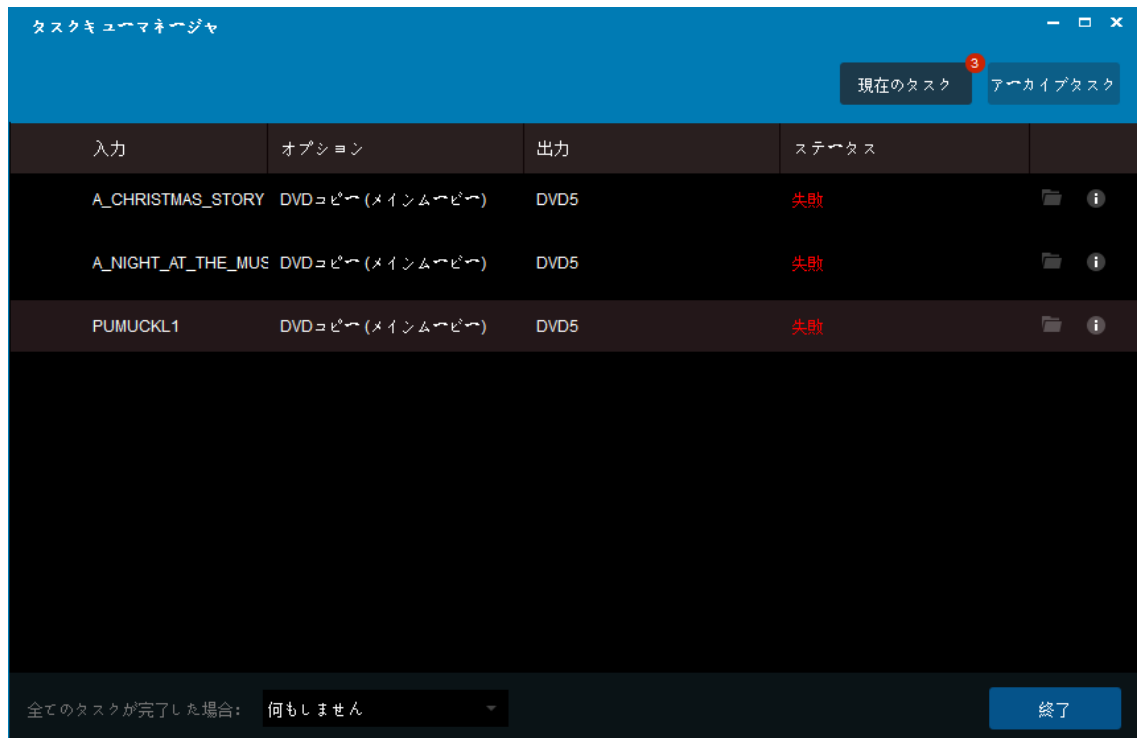 タスクキューマネージャ
現在のタスク 3 アーカイブタスク
入力 オプション 出力 ステータス
A_CHRISTMAS_STORY DVDコピー(メインムービー) DVD5 失敗
A_NIGHT_AT_THE_MUS DVDコピー(メインムービー) DVD5 失敗
PUMUCKL1 DVDコピー(メインムービー) DVD5 失敗
全てのタスクが完了した場合: 何もしません 終了